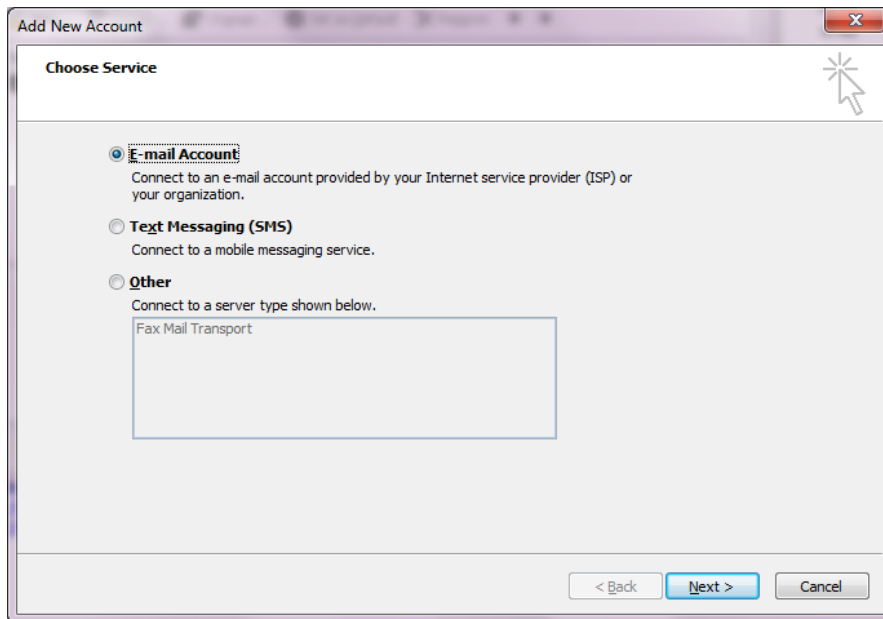 Add New Account
Choose Service
E-mail Account
Connect to an e-mail account provided by your Internet service provider (ISP) or
your organization.
Text Messaging (SMS)
Connect to a mobile messaging service.
Other
Connect to a server type shown below.
Fax Mail Transport
< Back
Next >
Cancel